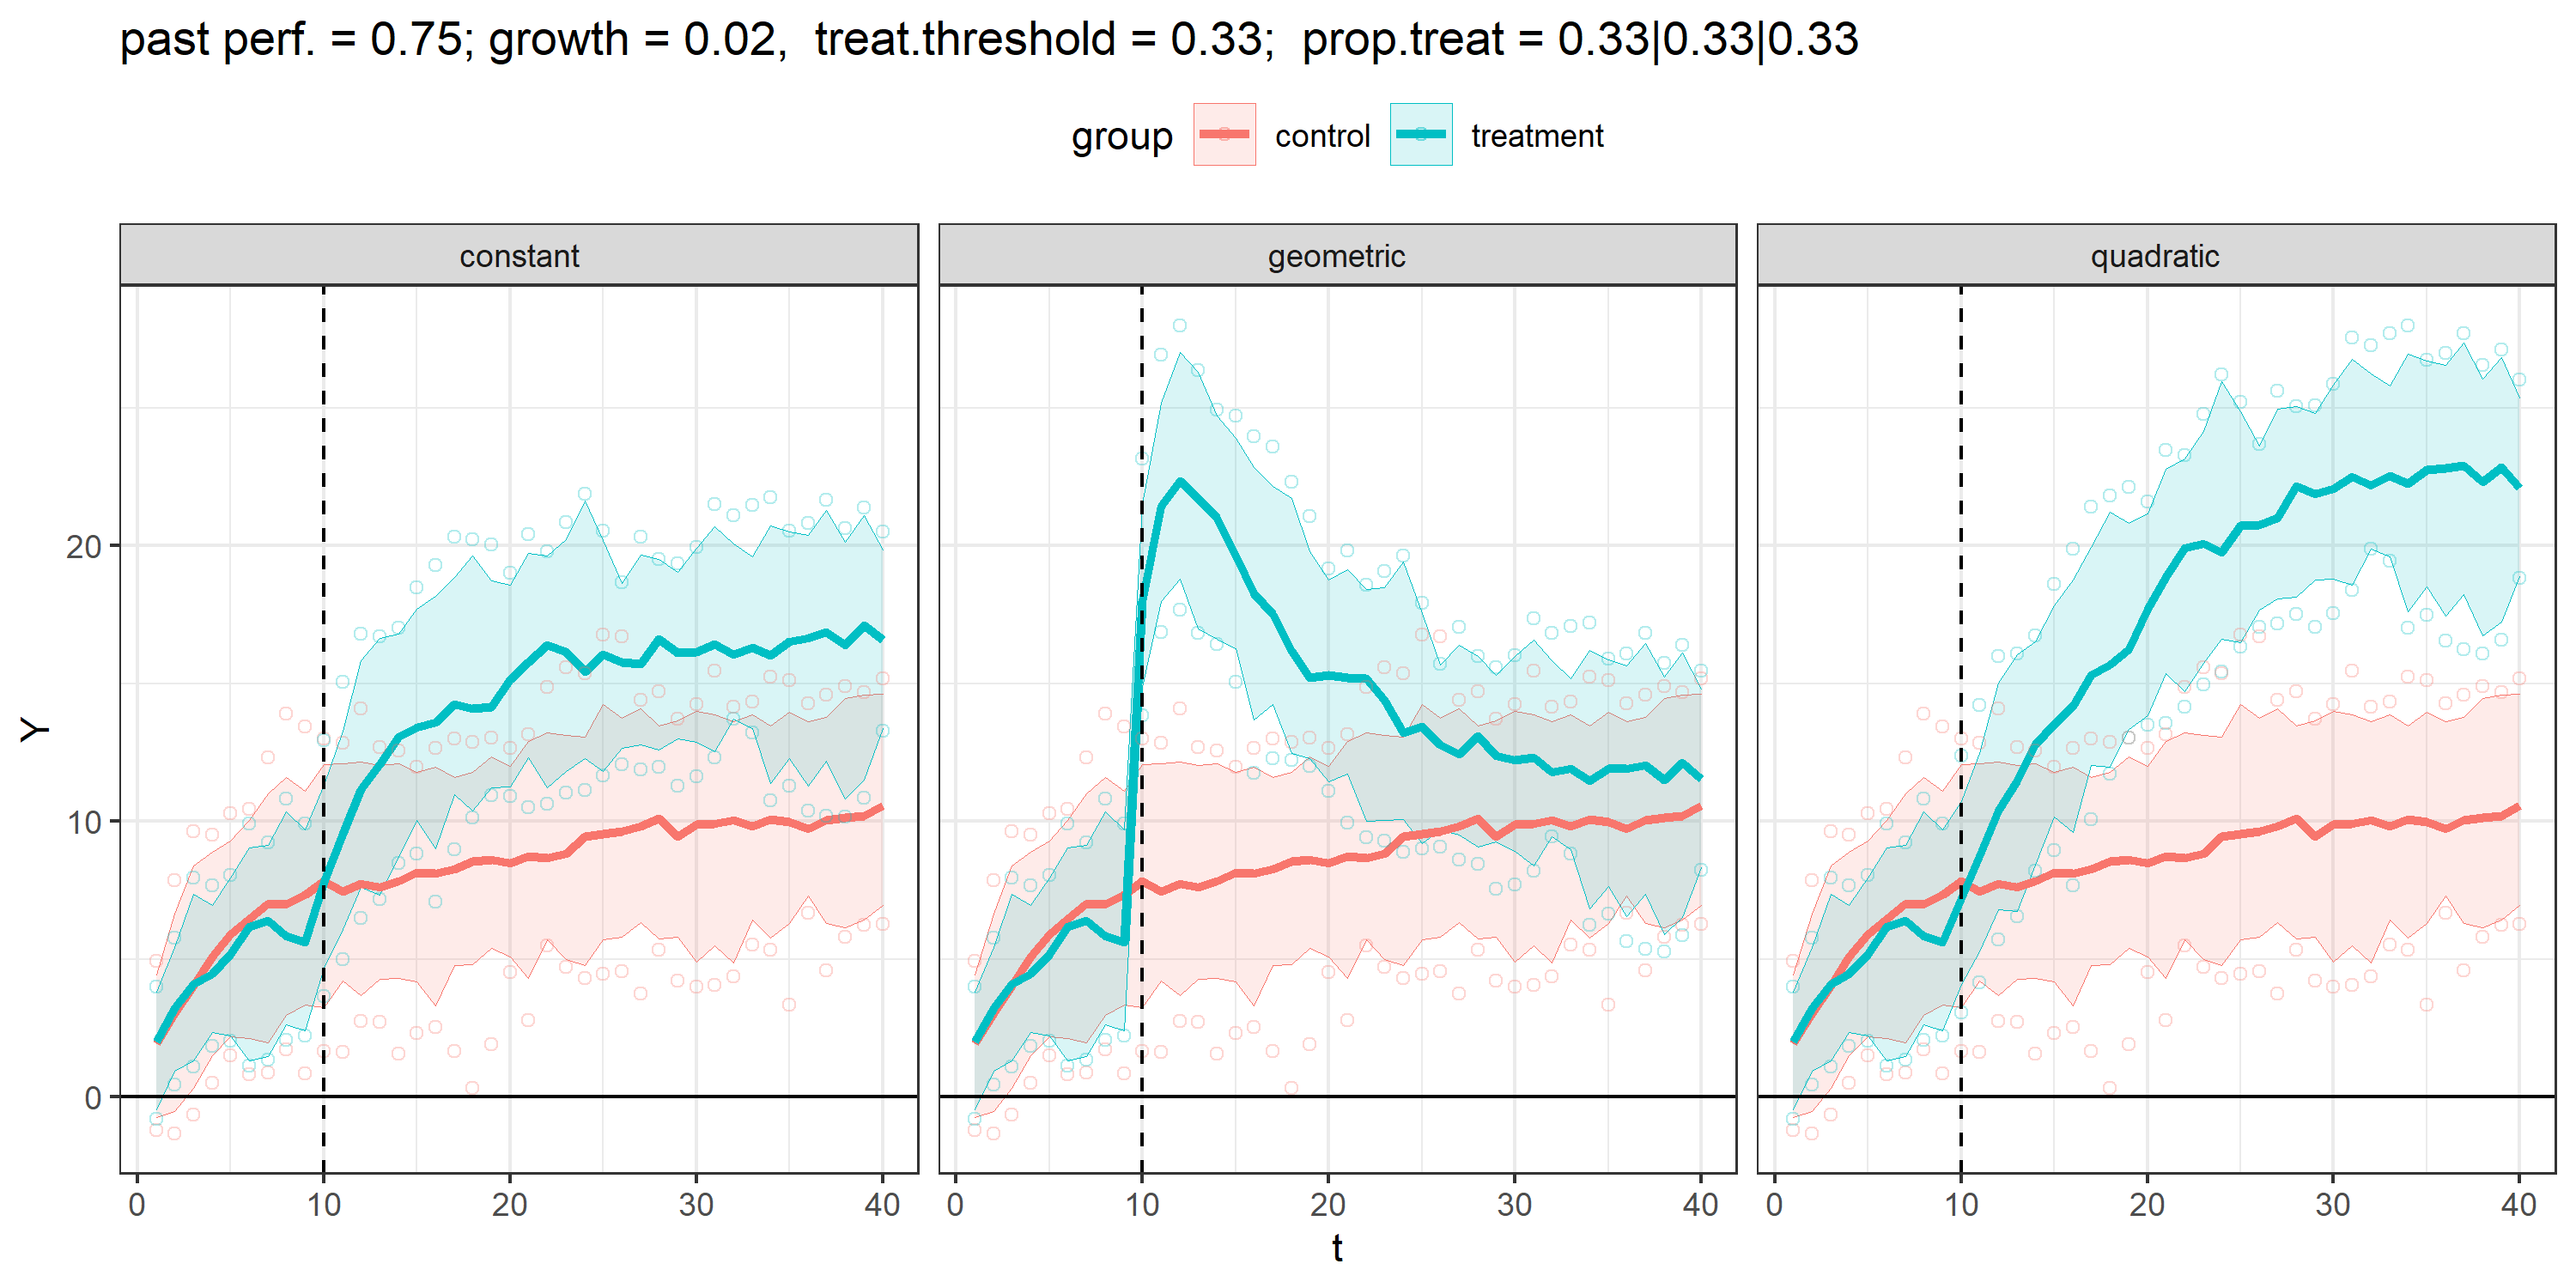 past perf. = 0.75; growth = 0.02,  treat.threshold = 0.33;  prop.treat = 0.33|0.33|0.33
group control treatment
constant geometric quadratic
Y
20
10
0
0 10 20 30 40 0 10 20 30 40 0 10 20 30 40
t